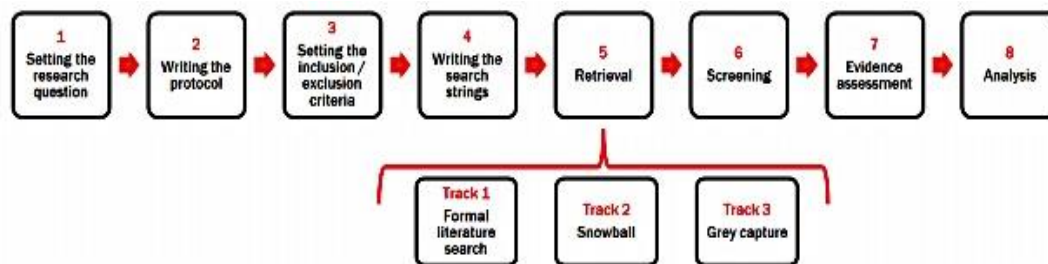 1
Setting the
research
question
2
Writing the
protocol
3
Setting the
inclusion /
exclusion
criteria
4
Writing the
search
strings
5
Retrieval
6
Screening
7
Evidence
assessment
8
Analysis
Track 1
Formal
literature
search
Track 2
Snowball
Track 3
Grey capture